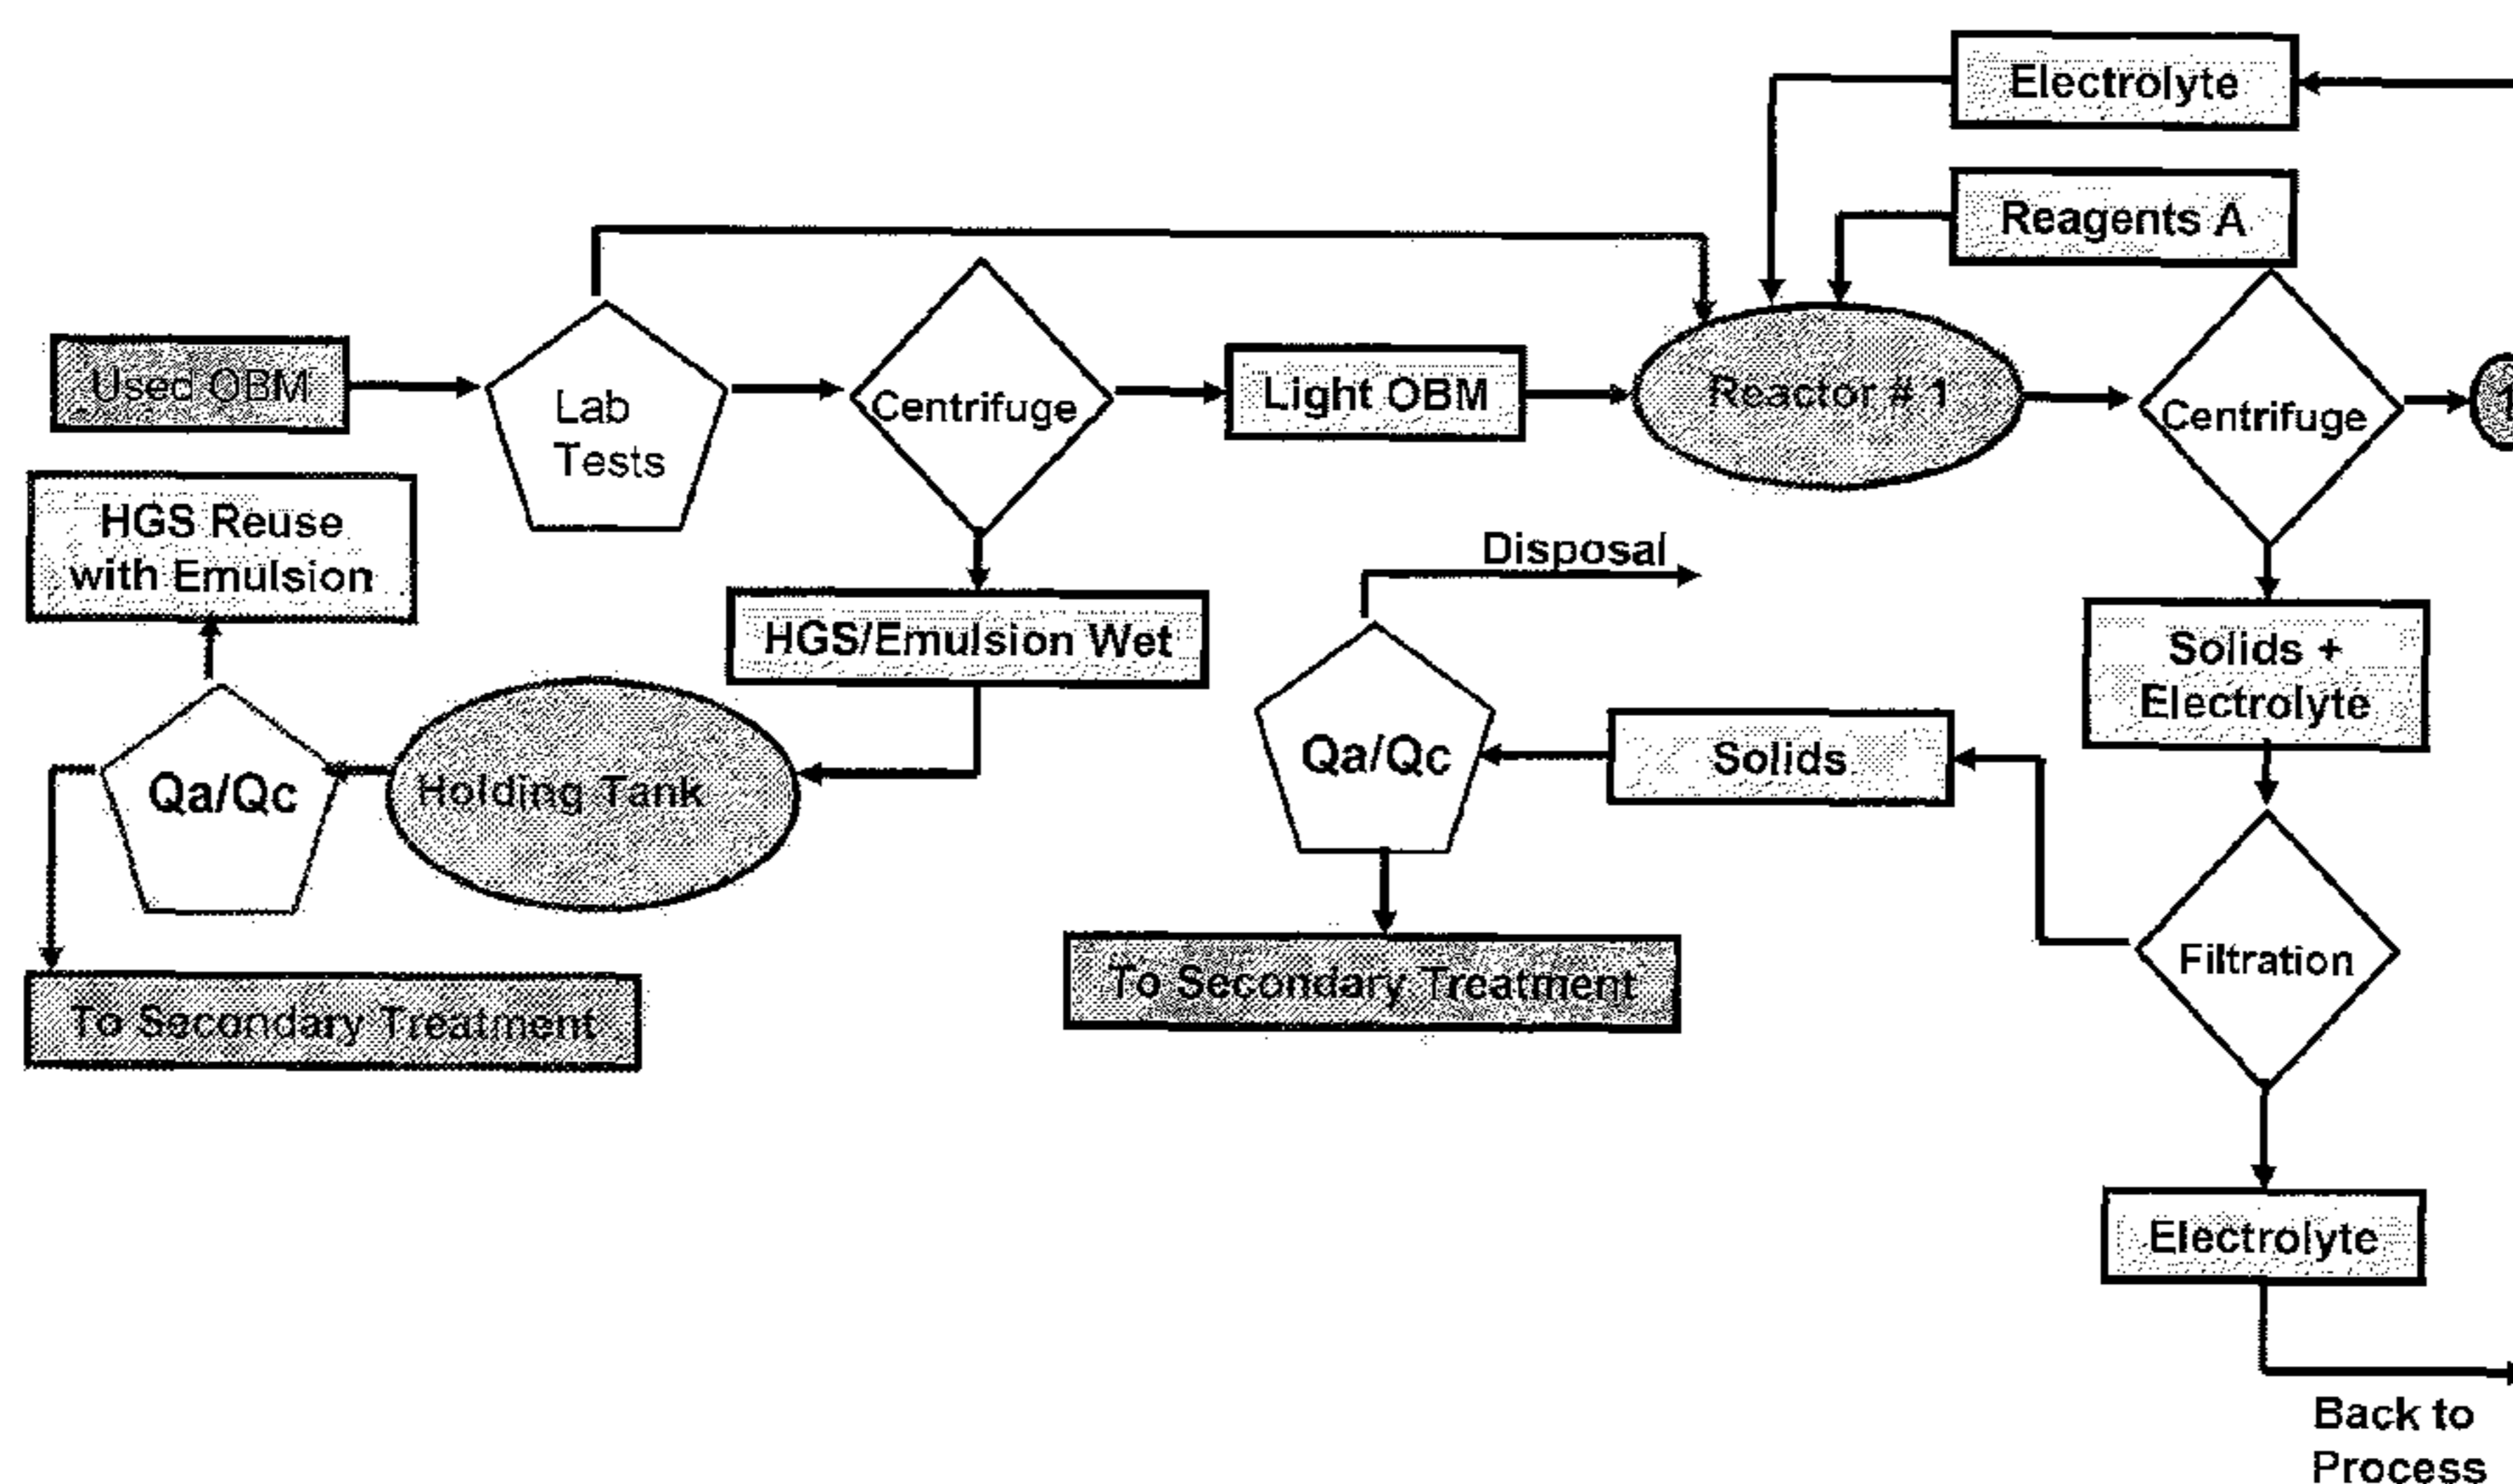 Electrolyte
Reagents A
Used OBM
Lab
Tests
Centrifuge
Light OBM
Reactor # 1
Centrifuge
1
HGS Reuse
with Emulsion
Disposal
HGS/Emulsion Wet
Solids +
Electrolyte
Qa/Qc
Holding Tank
Qa/Qc
Solids
Filtration
To Secondary Treatment
To Secondary Treatment
Electrolyte
Back to
Process